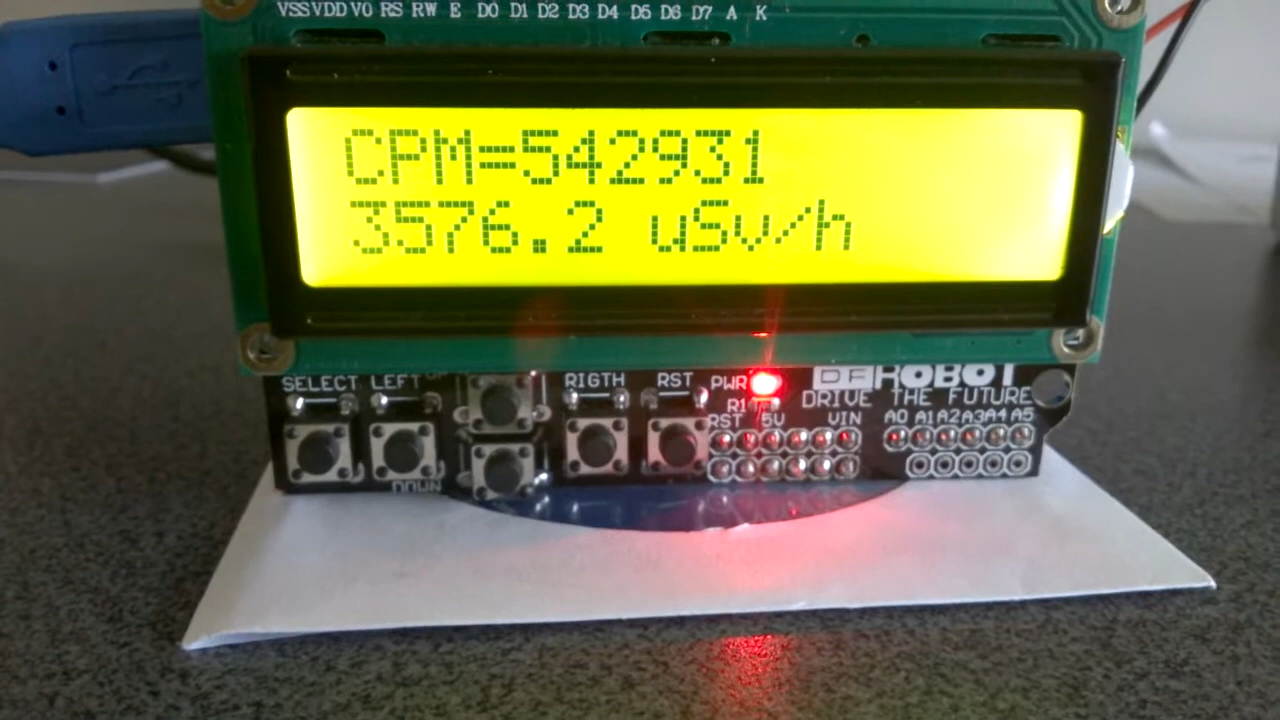 VSS VDD V0 RS RW E D0 D1 D2 D3 D4 D5 D6 D7 A K
CPM=542931
3576.2 uSv/h
SELECT LEFT RIGTH RST PWR DFROBOT
R1 DRIVE THE FUTURE
RST 5V VIN A0 A1 A2 A3 A4 A5
DOWN